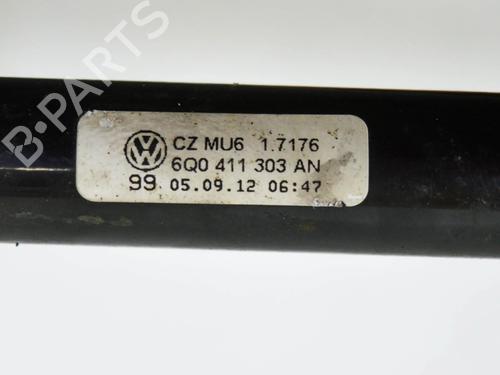 CZ MU6 1.7176
6Q0 411 303 AN
99 05.09.12 06:47
B-PARTS